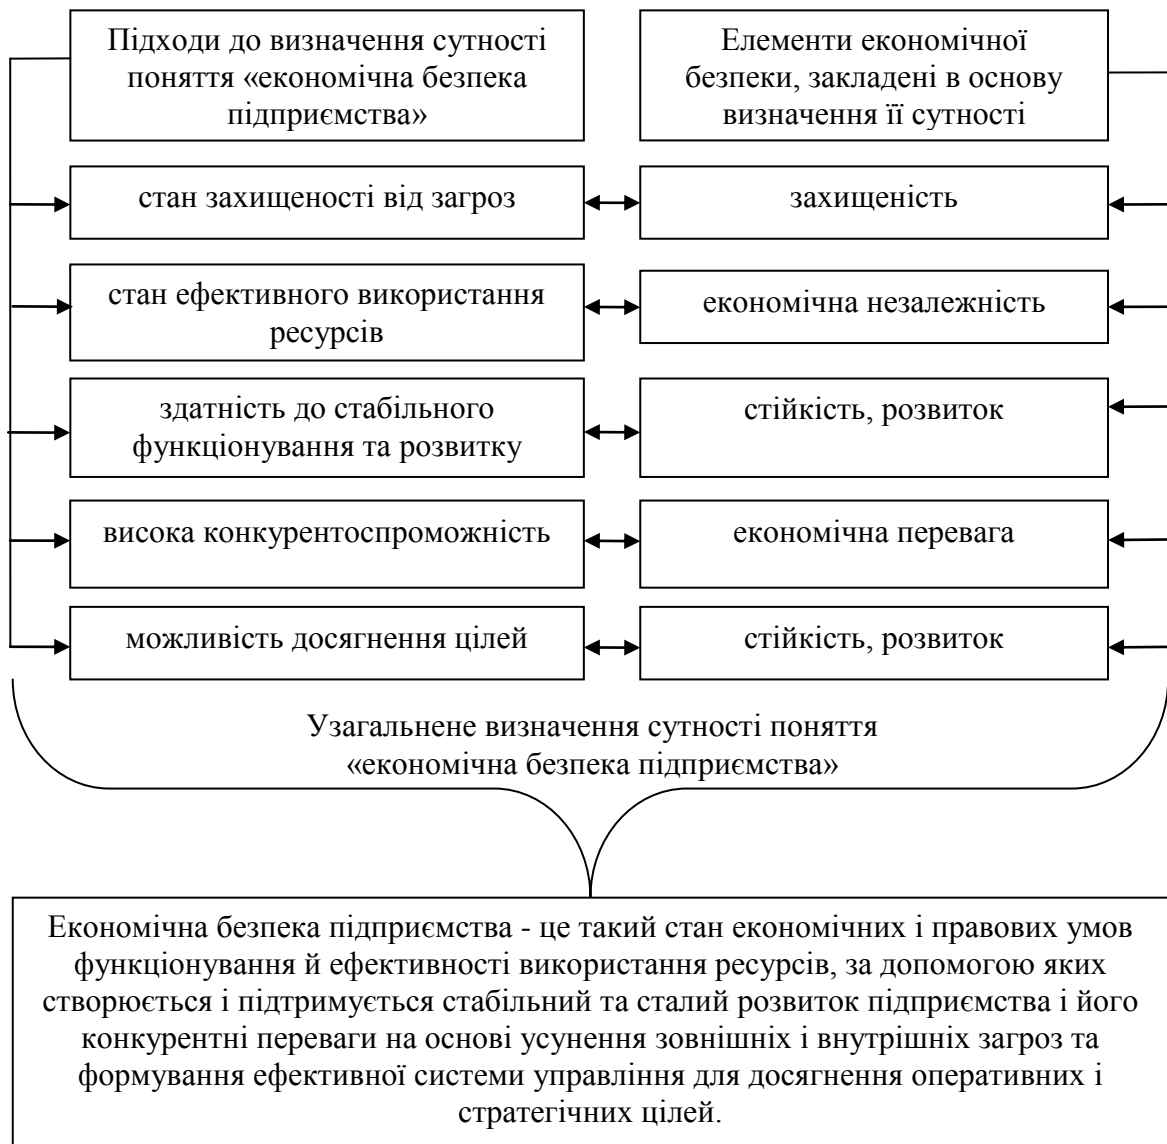 Підходи до визначення сутності
поняття «економічна безпека
підприємства»
Елементи економічної
безпеки, закладені в основу
визначення її сутності
стан захищеності від загроз
захищеність
стан ефективного використання
ресурсів
економічна незалежність
здатність до стабільного
функціонування та розвитку
стійкість, розвиток
висока конкурентоспроможність
економічна перевага
можливість досягнення цілей
стійкість, розвиток
Узагальнене визначення сутності поняття
«економічна безпека підприємства»
Економічна безпека підприємства - це такий стан економічних і правових умов
функціонування й ефективності використання ресурсів, за допомогою яких
створюється і підтримується стабільний та сталий розвиток підприємства і його
конкурентні переваги на основі усунення зовнішніх і внутрішніх загроз та
формування ефективної системи управління для досягнення оперативних і
стратегічних цілей.